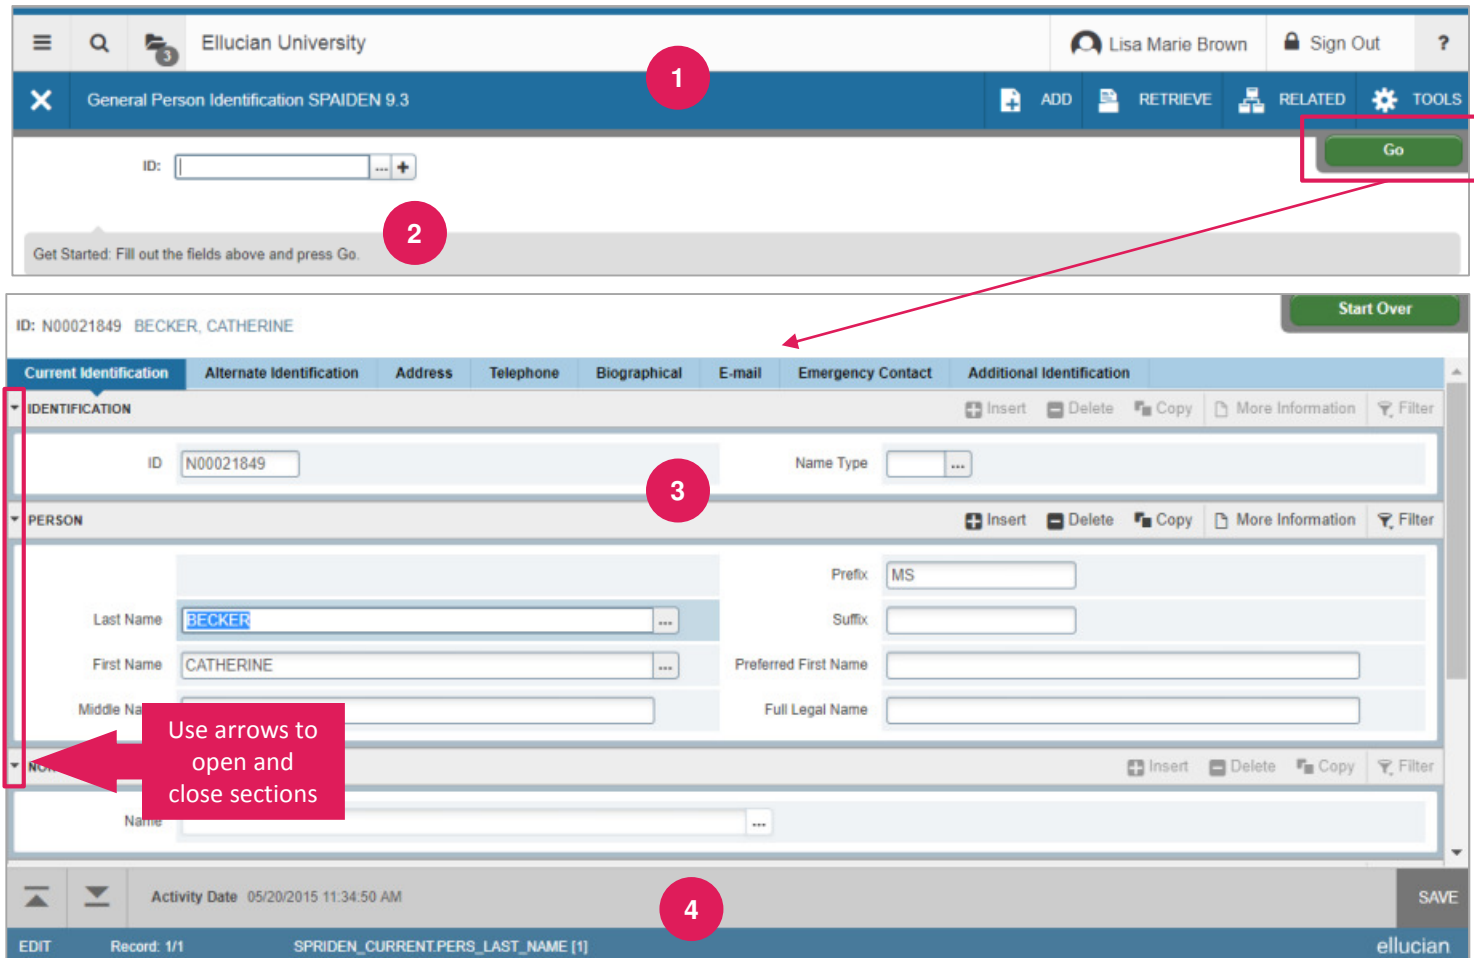 3 Ellucian University Lisa Marie Brown Sign Out ?
1
General Person Identification SPAIDEN 9.3 ADD RETRIEVE RELATED TOOLS
Go
ID: ... +
2
Get Started: Fill out the fields above and press Go.
Start Over
ID: N00021849 BECKER, CATHERINE
Current Identification Alternate Identification Address Telephone Biographical E-mail Emergency Contact Additional Identification
IDENTIFICATION Insert Delete Copy More Information Filter
ID N00021849 Name Type ...
3
PERSON Insert Delete Copy More Information Filter
Prefix MS
Last Name BECKER ... Suffix
First Name CATHERINE ... Preferred First Name
Middle Na Full Legal Name
Use arrows to
open and
close sections
Insert Delete Copy Filter
Name ...
Activity Date 05/20/2015 11:34:50 AM SAVE
4
EDIT Record: 1/1 SPRIDEN_CURRENT.PERS_LAST_NAME [1] ellucian